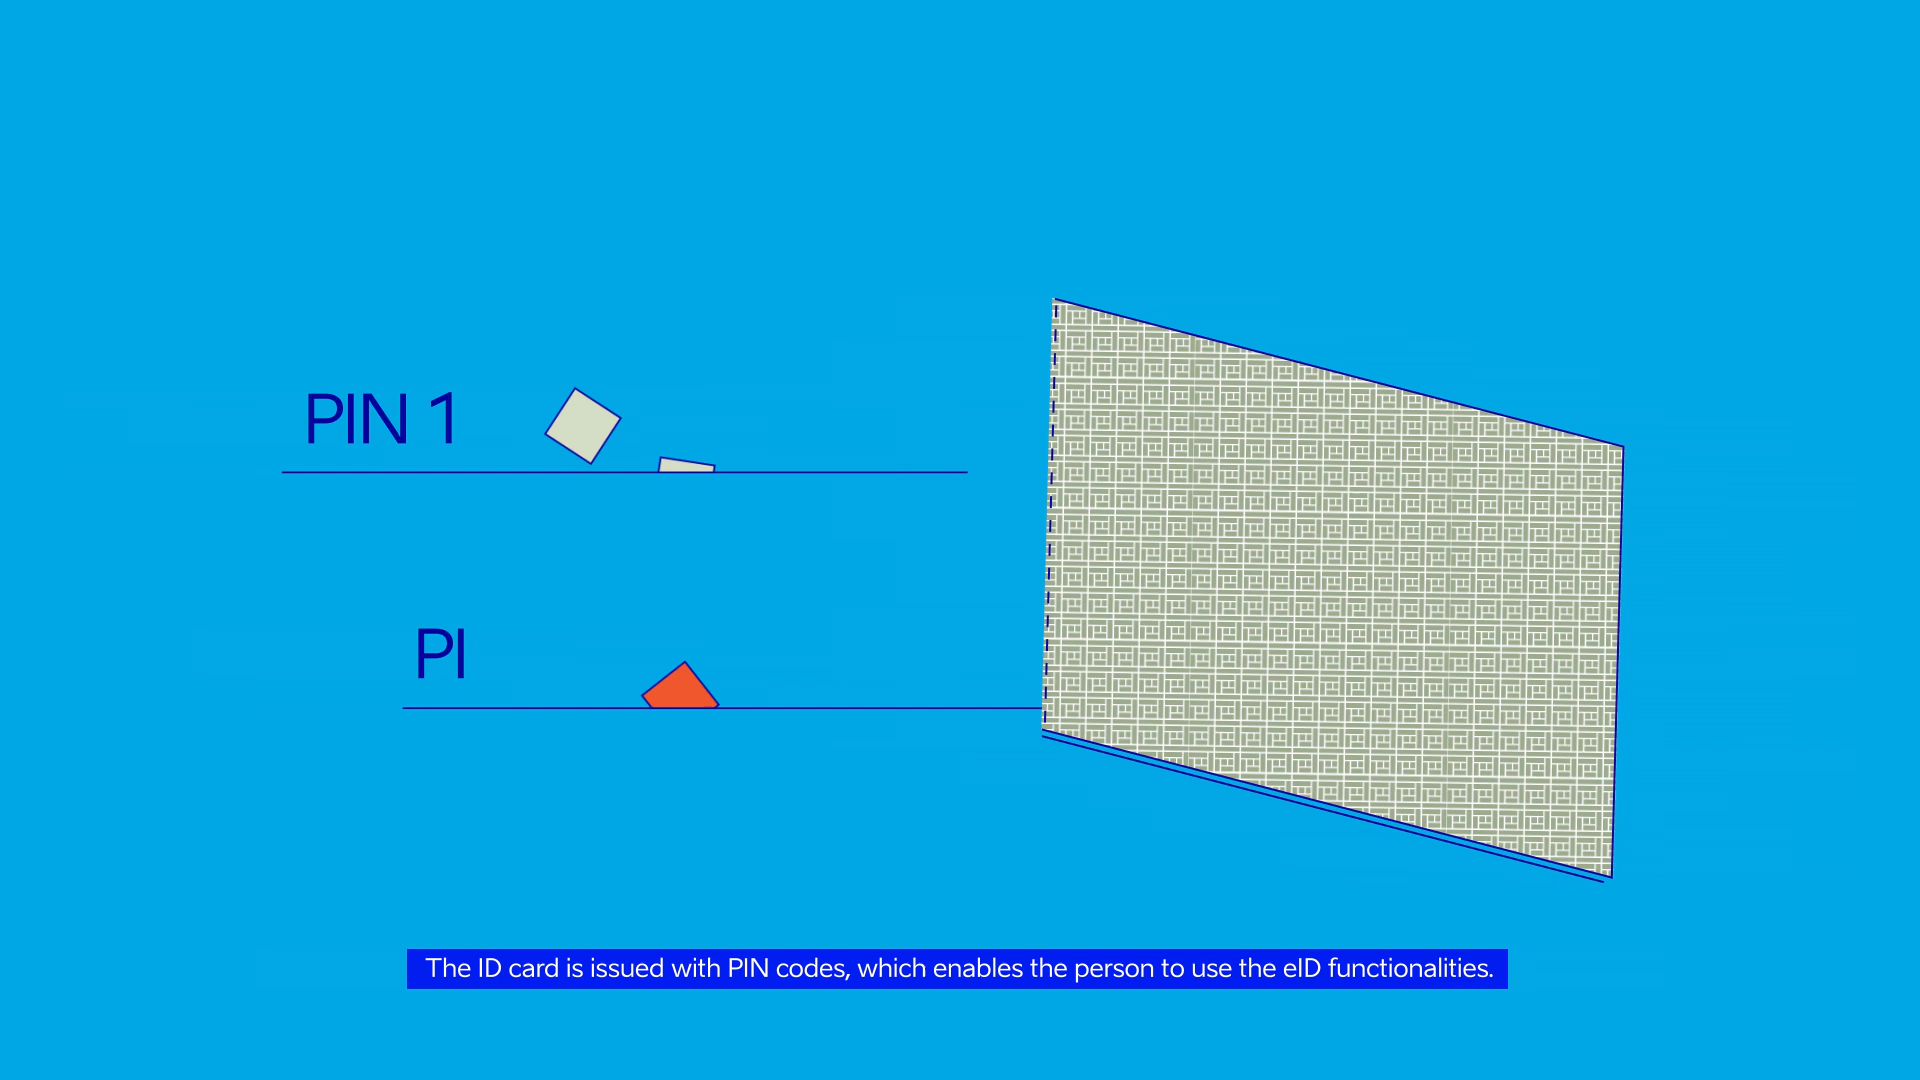 PIN 1
PI
The ID card is issued with PIN codes, which enables the person to use the eID functionalities.